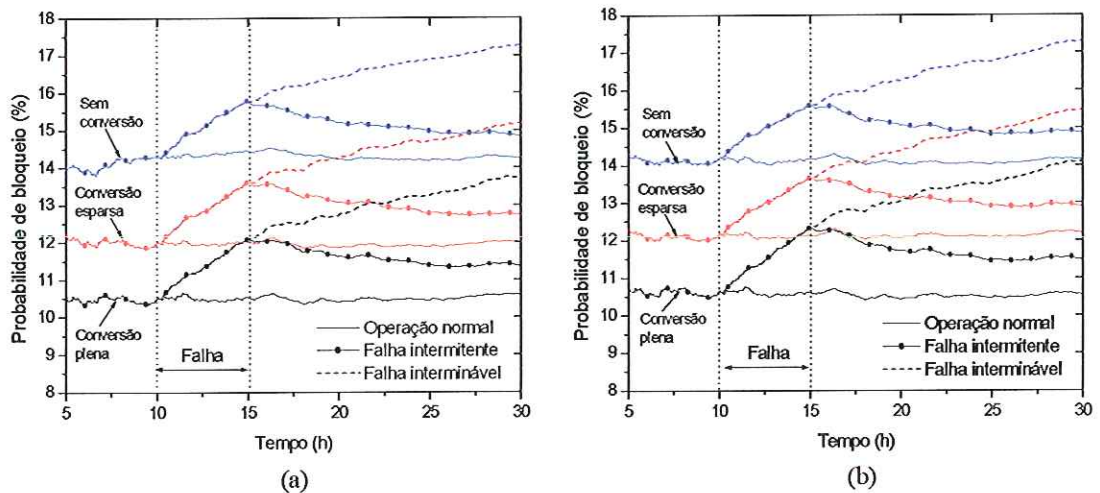 18
17
16
15
14
13
12
11
10
9
8
Probabilidade de bloqueio (%)
Sem
conversão
Conversão
esparsa
Conversão
plena
Falha
Operação normal
Falha intermitente
Falha interminável
5 10 15 20 25 30
Tempo (h)
(a)
18
17
16
15
14
13
12
11
10
9
8
Probabilidade de bloqueio (%)
Sem
conversão
Conversão
esparsa
Conversão
plena
Falha
Operação normal
Falha intermitente
Falha interminável
5 10 15 20 25 30
Tempo (h)
(b)